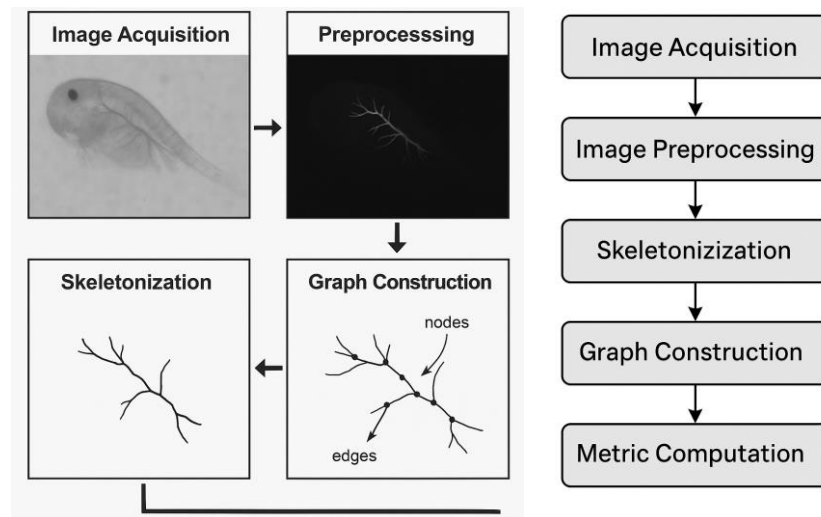 Image Acquisition
Preprocesssing
Skeletonization
Graph Construction
nodes
edges
Image Acquisition
Image Preprocessing
Skeletonizization
Graph Construction
Metric Computation